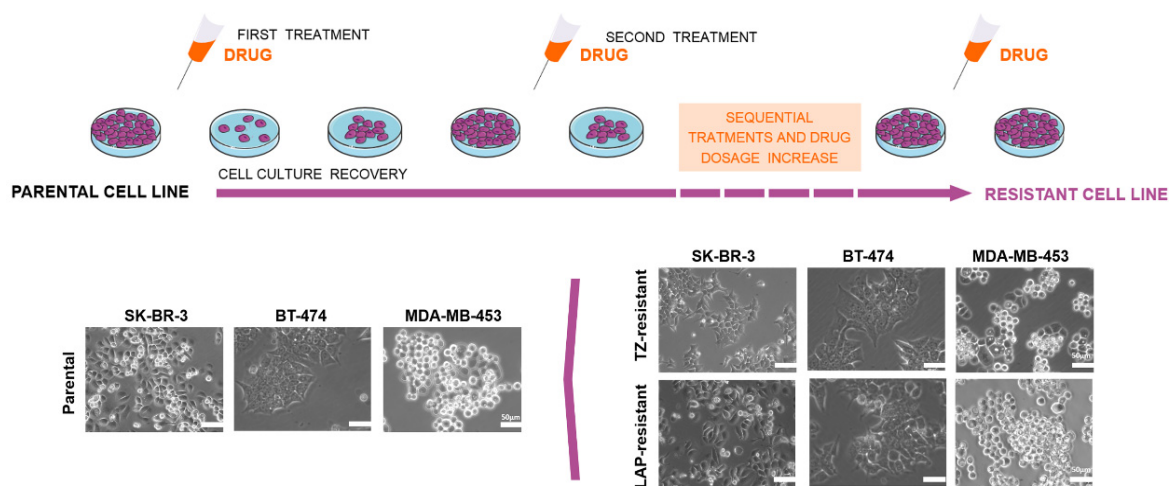 FIRST TREATMENT
DRUG
SECOND TREATMENT
DRUG
DRUG
SEQUENTIAL
TRATMENTS AND DRUG
DOSAGE INCREASE
CELL CULTURE RECOVERY
PARENTAL CELL LINE
RESISTANT CELL LINE
SK-BR-3
BT-474
MDA-MB-453
Parental
50µm
SK-BR-3
BT-474
MDA-MB-453
TZ-resistant
50µm
LAP-resistant
50µm